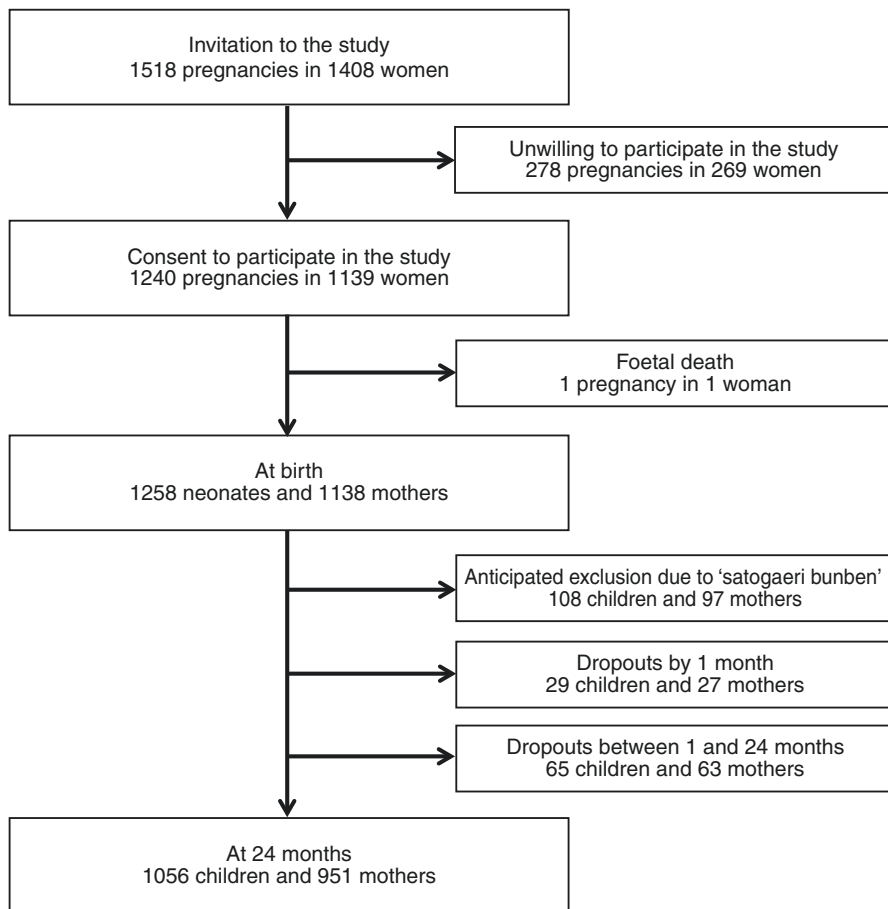 Invitation to the study
1518 pregnancies in 1408 women
Unwilling to participate in the study
278 pregnancies in 269 women
Consent to participate in the study
1240 pregnancies in 1139 women
Foetal death
1 pregnancy in 1 woman
At birth
1258 neonates and 1138 mothers
Anticipated exclusion due to ‘satogaeri bunben’
108 children and 97 mothers
Dropouts by 1 month
29 children and 27 mothers
Dropouts between 1 and 24 months
65 children and 63 mothers
At 24 months
1056 children and 951 mothers